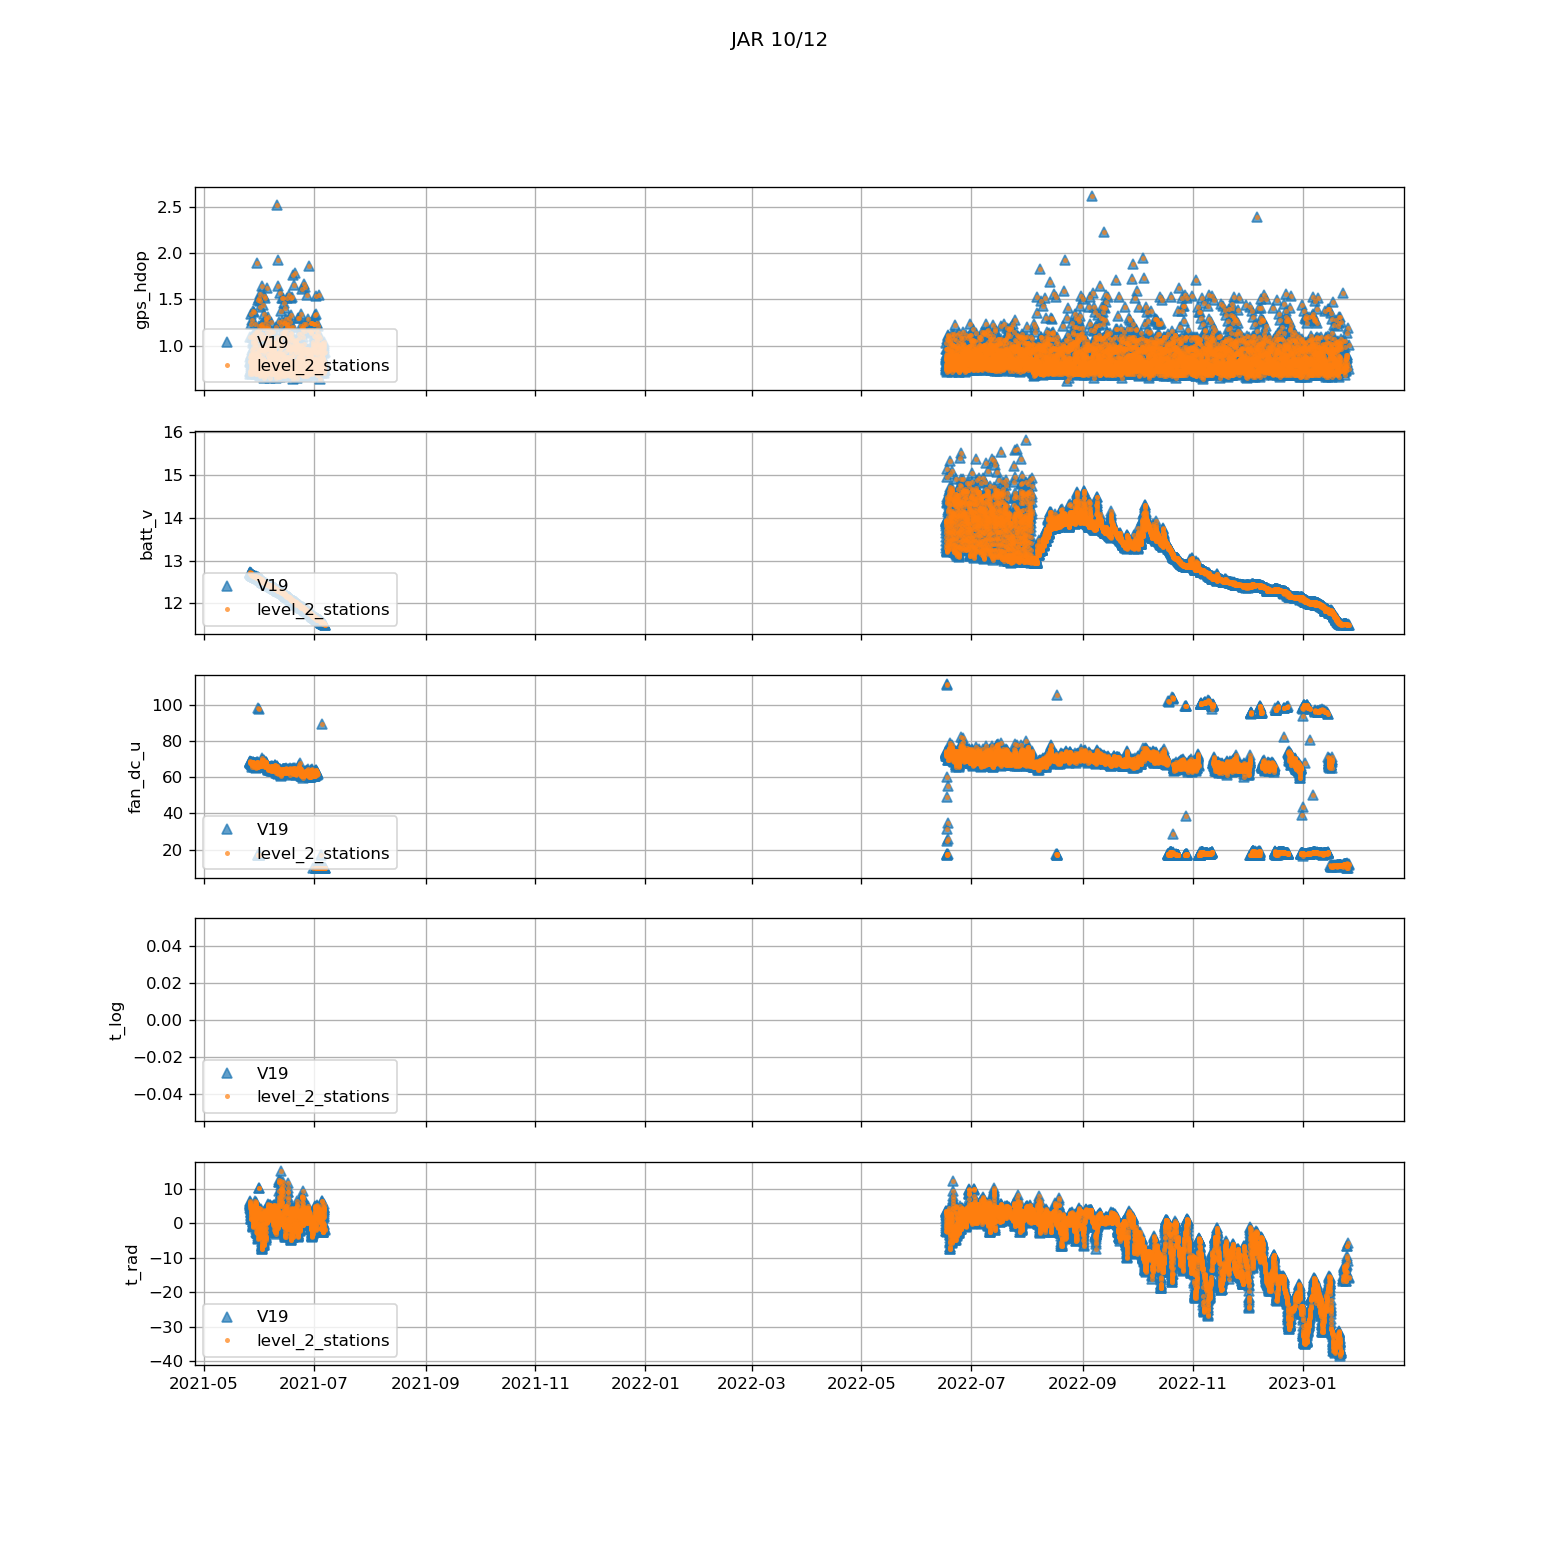 JAR 10/12
gps_hdop
2.5
2.0
1.5
1.0
V19
level_2_stations
batt_v
16
15
14
13
12
V19
level_2_stations
fan_dc_u
100
80
60
40
20
V19
level_2_stations
t_log
0.04
0.02
0.00
−0.02
−0.04
V19
level_2_stations
t_rad
10
0
−10
−20
−30
−40
V19
level_2_stations
2021-05 2021-07 2021-09 2021-11 2022-01 2022-03 2022-05 2022-07 2022-09 2022-11 2023-01